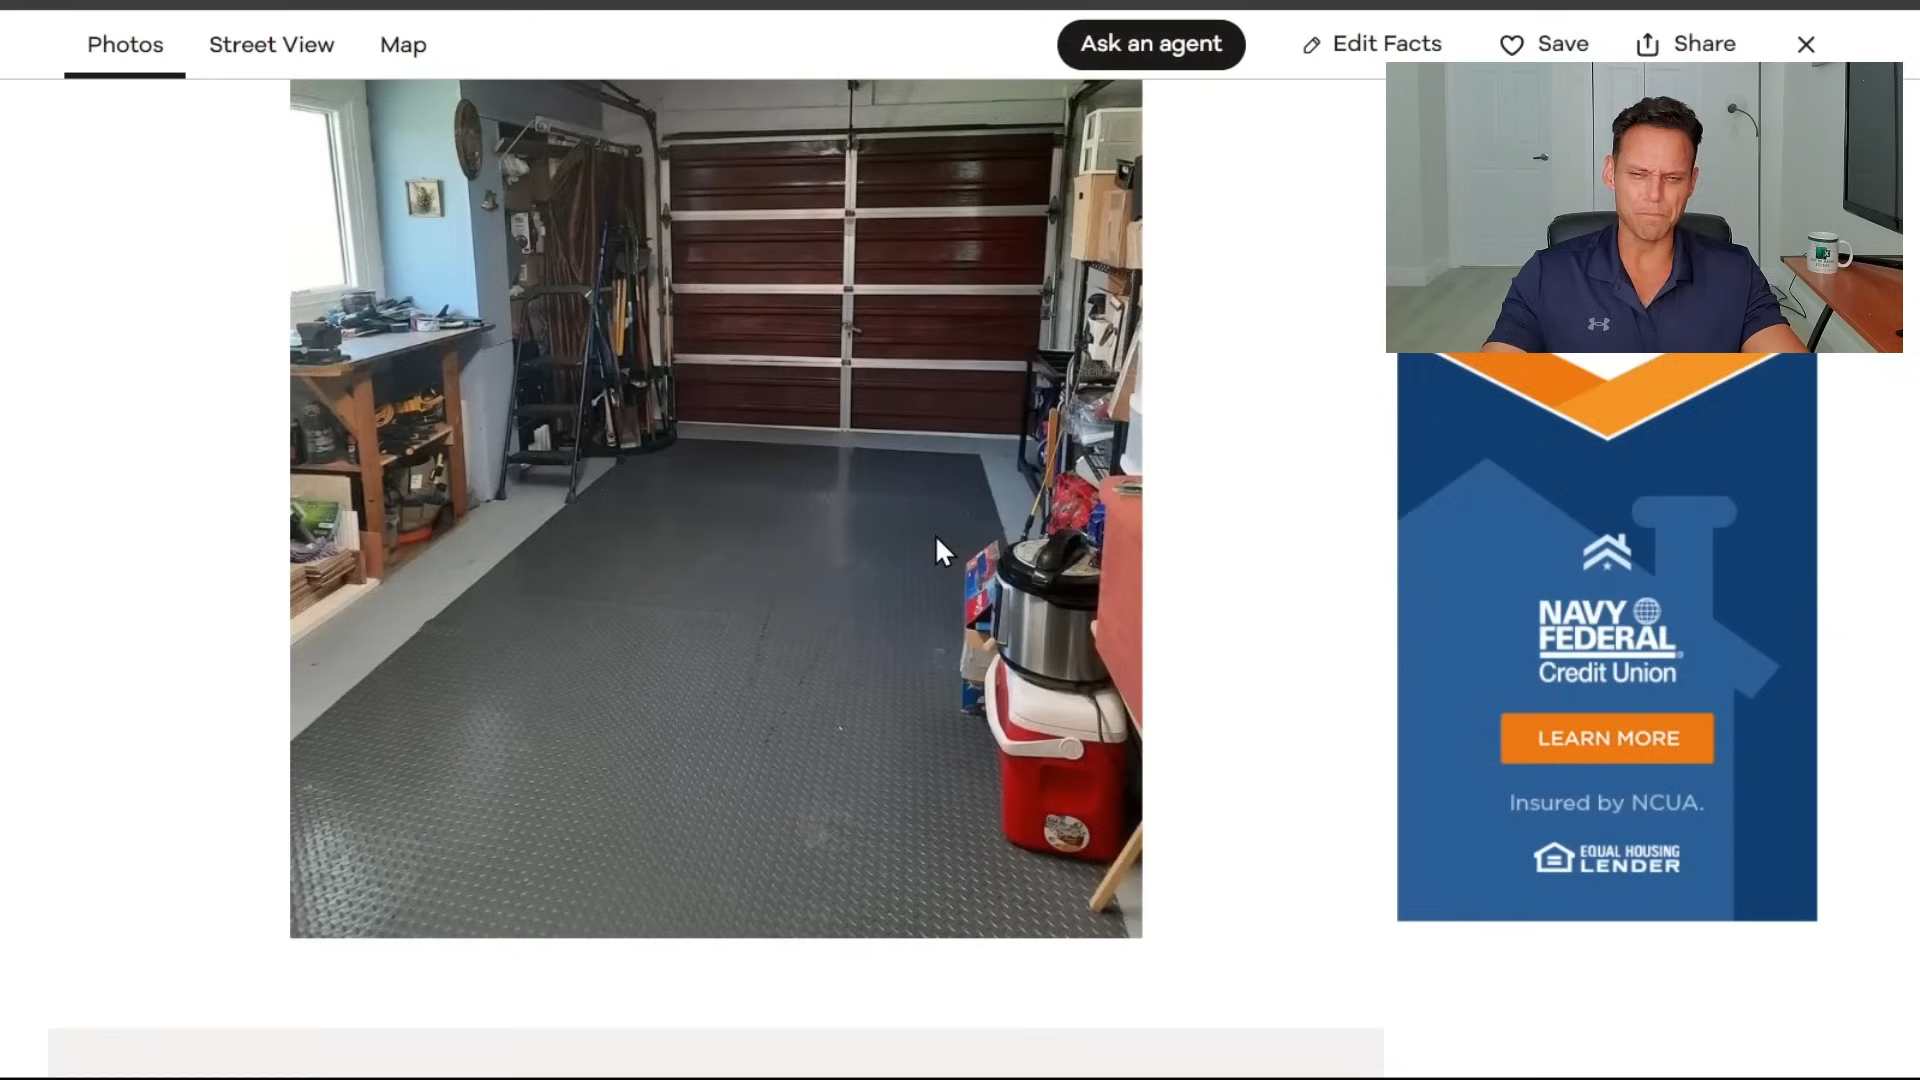 Photos Street View Map Ask an agent Edit Facts Save Share
NAVY
FEDERAL
Credit Union
LEARN MORE
Insured by NCUA.
EQUAL HOUSING
LENDER